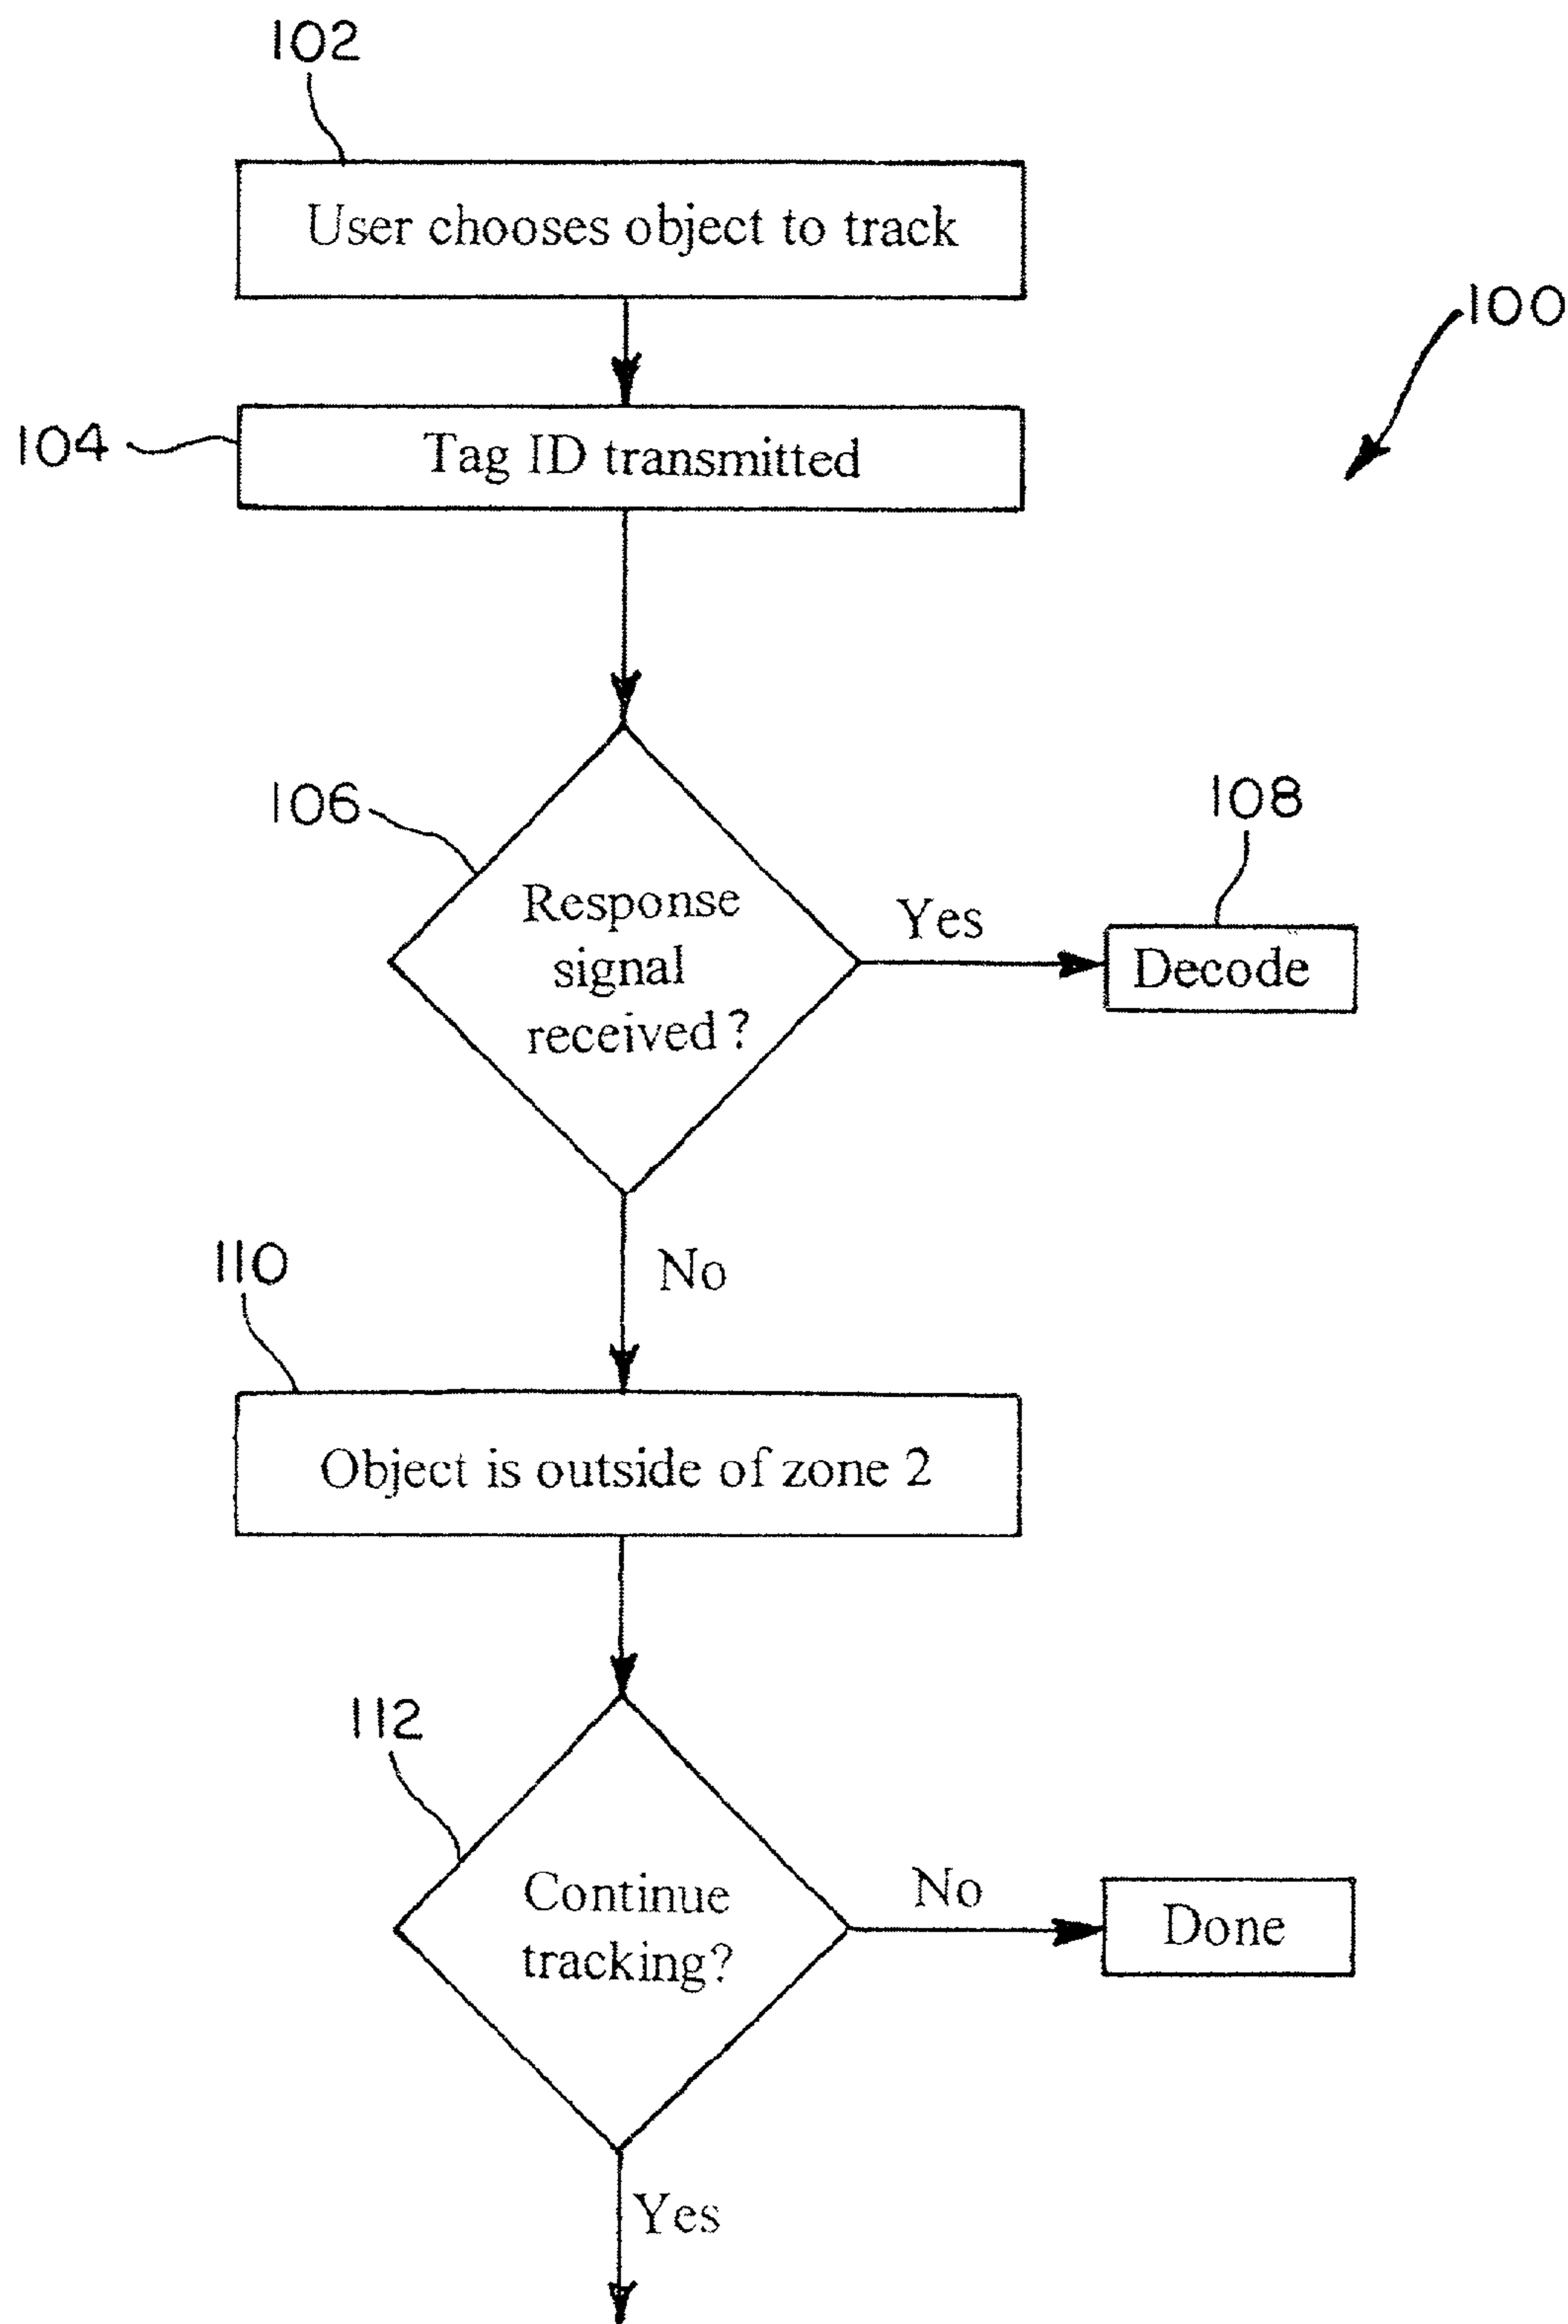 102
User chooses object to track
100
104
Tag ID transmitted
106
108
Response
signal
received?
Yes
Decode
No
110
Object is outside of zone 2
112
Continue
tracking?
No
Done
Yes